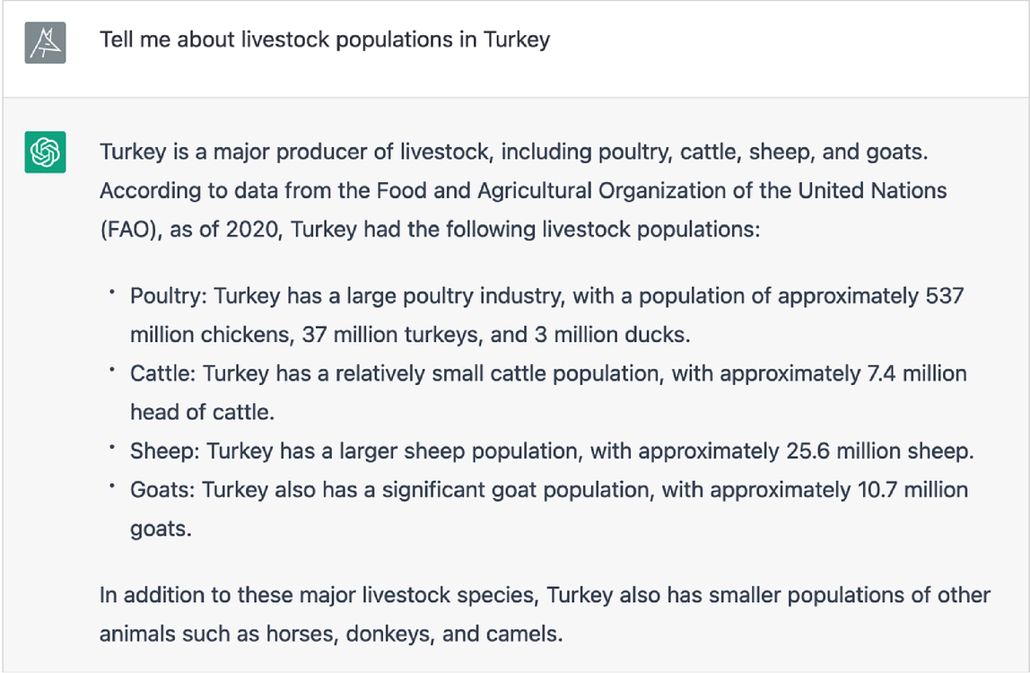 Tell me about livestock populations in Turkey
Turkey is a major producer of livestock, including poultry, cattle, sheep, and goats.
According to data from the Food and Agricultural Organization of the United Nations
(FAO), as of 2020, Turkey had the following livestock populations:
• Poultry: Turkey has a large poultry industry, with a population of approximately 537
million chickens, 37 million turkeys, and 3 million ducks.
• Cattle: Turkey has a relatively small cattle population, with approximately 7.4 million
head of cattle.
• Sheep: Turkey has a larger sheep population, with approximately 25.6 million sheep.
• Goats: Turkey also has a significant goat population, with approximately 10.7 million
goats.
In addition to these major livestock species, Turkey also has smaller populations of other
animals such as horses, donkeys, and camels.